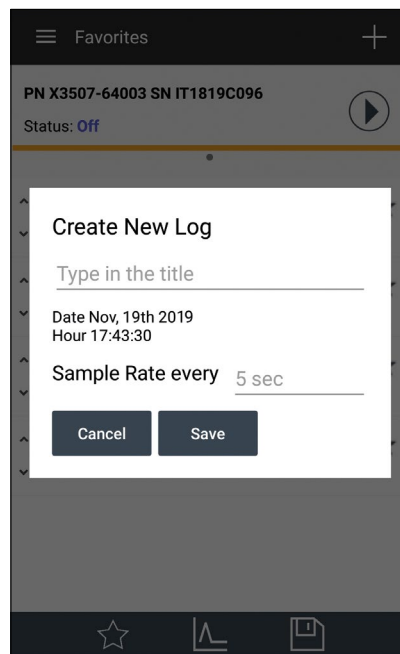 Favorites
PN X3507-64003 SN IT1819C096
Status: Off
Create New Log
Type in the title
Date Nov, 19th 2019
Hour 17:43:30
Sample Rate every 5 sec
Cancel Save